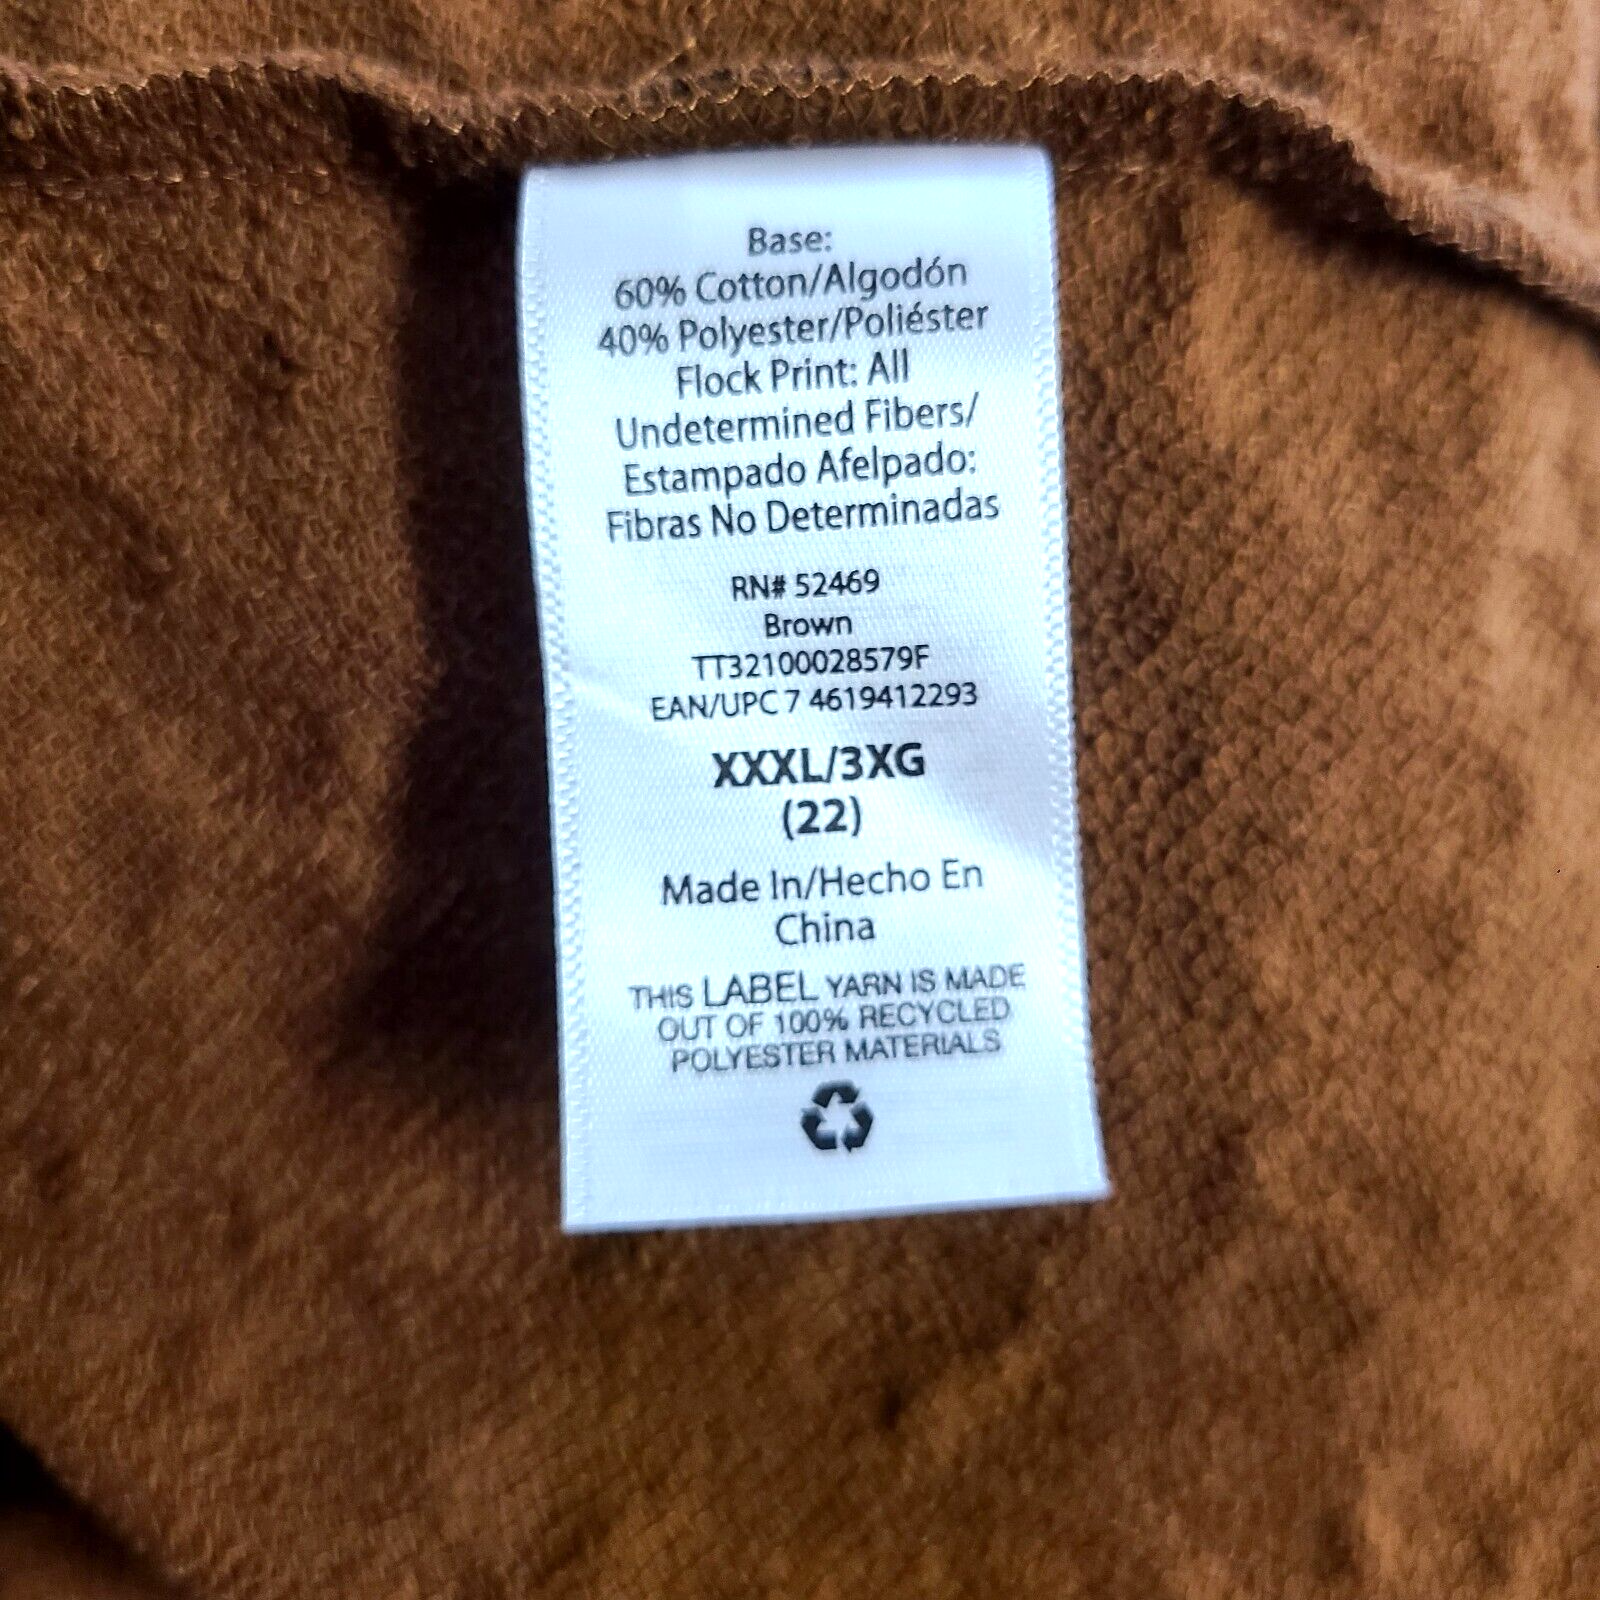 Base:
60% Cotton/Algodón
40% Polyester/Poliéster
Flock Print: All
Undetermined Fibers/
Estampado Afelpado:
Fibras No Determinadas
RN# 52469
Brown
TT32100028579F
EAN/UPC 7 4619412293
XXXL/3XG
(22)
Made In/Hecho En
China
THIS LABEL YARN IS MADE
OUT OF 100% RECYCLED
POLYESTER MATERIALS